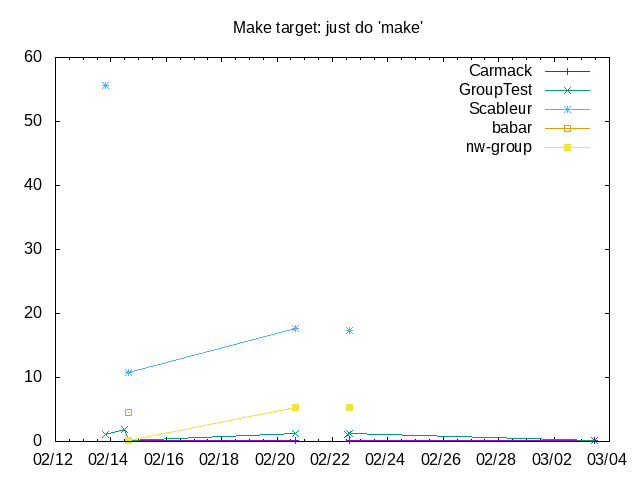 Make target: just do 'make'
60
50
40
30
20
10
0
Carmack
GroupTest
Scableur
babar
nw-group
02/12 02/14 02/16 02/18 02/20 02/22 02/24 02/26 02/28 03/02 03/04